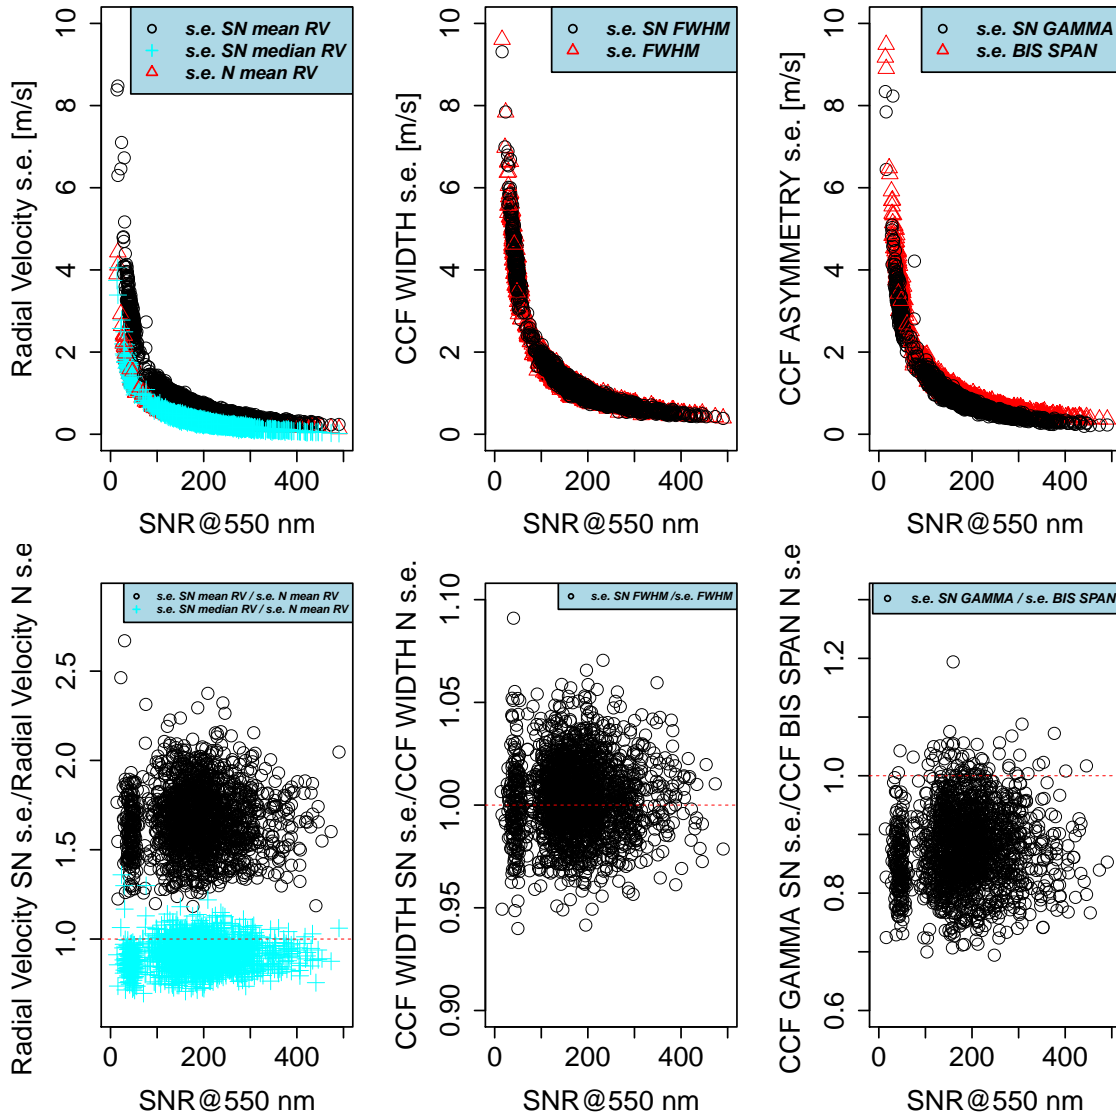 Radial Velocity s.e. [m/s]
0 2 4 6 8 10
s.e. SN mean RV
s.e. SN median RV
s.e. N mean RV
0 200 400
SNR@550 nm
CCF WIDTH s.e. [m/s]
0 2 4 6 8 10
s.e. SN FWHM
s.e. FWHM
0 200 400
SNR@550 nm
CCF ASYMMETRY s.e. [m/s]
0 2 4 6 8 10
s.e. SN GAMMA
s.e. BIS SPAN
0 200 400
SNR@550 nm
Radial Velocity SN s.e./Radial Velocity N s.e
1.0 1.5 2.0 2.5
s.e. SN mean RV / s.e. N mean RV
s.e. SN median RV / s.e. N mean RV
0 200 400
SNR@550 nm
CCF WIDTH SN s.e./CCF WIDTH N s.e.
0.90 0.95 1.00 1.05 1.10
s.e. SN FWHM /s.e. FWHM
0 200 400
SNR@550 nm
CCF GAMMA SN s.e./CCF BIS SPAN N s.e
0.6 0.8 1.0 1.2
s.e. SN GAMMA / s.e. BIS SPAN
0 200 400
SNR@550 nm